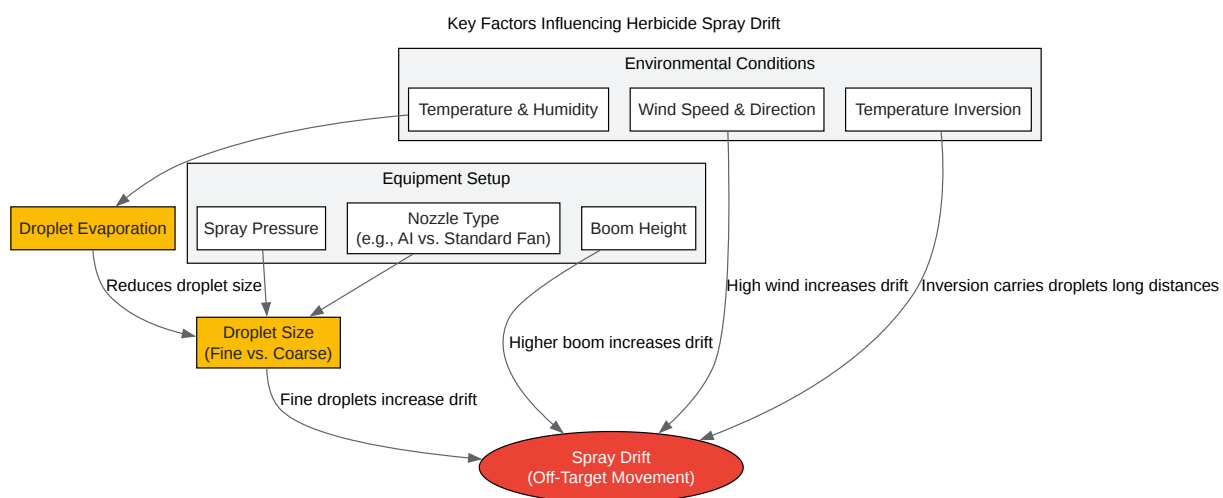 Key Factors Influencing Herbicide Spray Drift
Environmental Conditions
Temperature & Humidity
Wind Speed & Direction
Temperature Inversion
Equipment Setup
Spray Pressure
Nozzle Type
(e.g., AI vs. Standard Fan)
Boom Height
Droplet Evaporation
Reduces droplet size
High wind increases drift
Inversion carries droplets long distances
Droplet Size
(Fine vs. Coarse)
Higher boom increases drift
Fine droplets increase drift
Spray Drift
(Off-Target Movement)